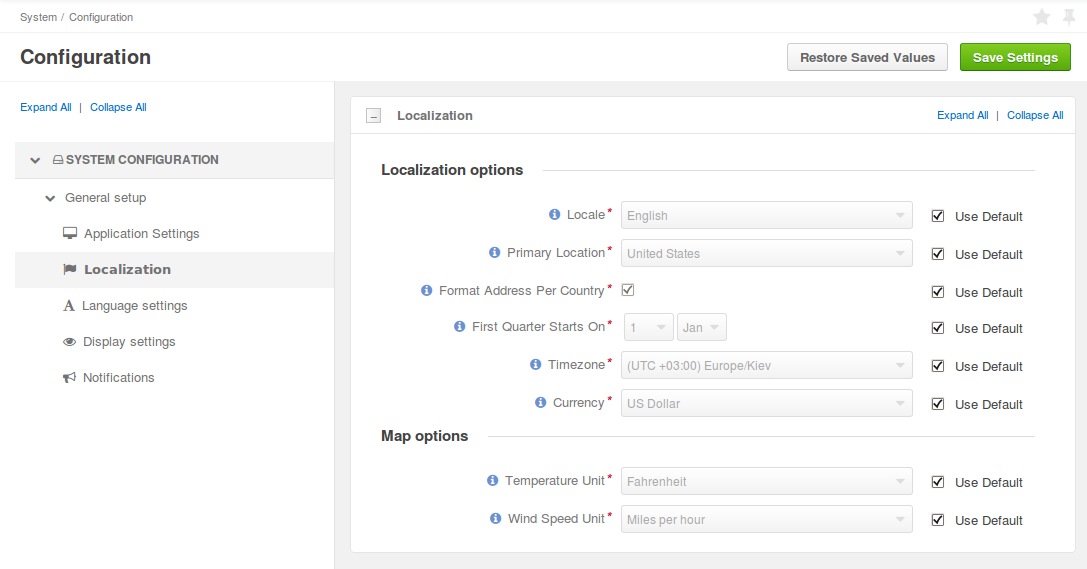 System / Configuration
Configuration
Restore Saved Values
Save Settings
Expand All | Collapse All
SYSTEM CONFIGURATION
General setup
Application Settings
Localization
Language settings
Display settings
Notifications
Localization
Expand All | Collapse All
Localization options
Locale* English Use Default
Primary Location* United States Use Default
Format Address Per Country* Use Default
First Quarter Starts On* 1 Jan Use Default
Timezone* (UTC +03:00) Europe/Kiev Use Default
Currency* US Dollar Use Default
Map options
Temperature Unit* Fahrenheit Use Default
Wind Speed Unit* Miles per hour Use Default